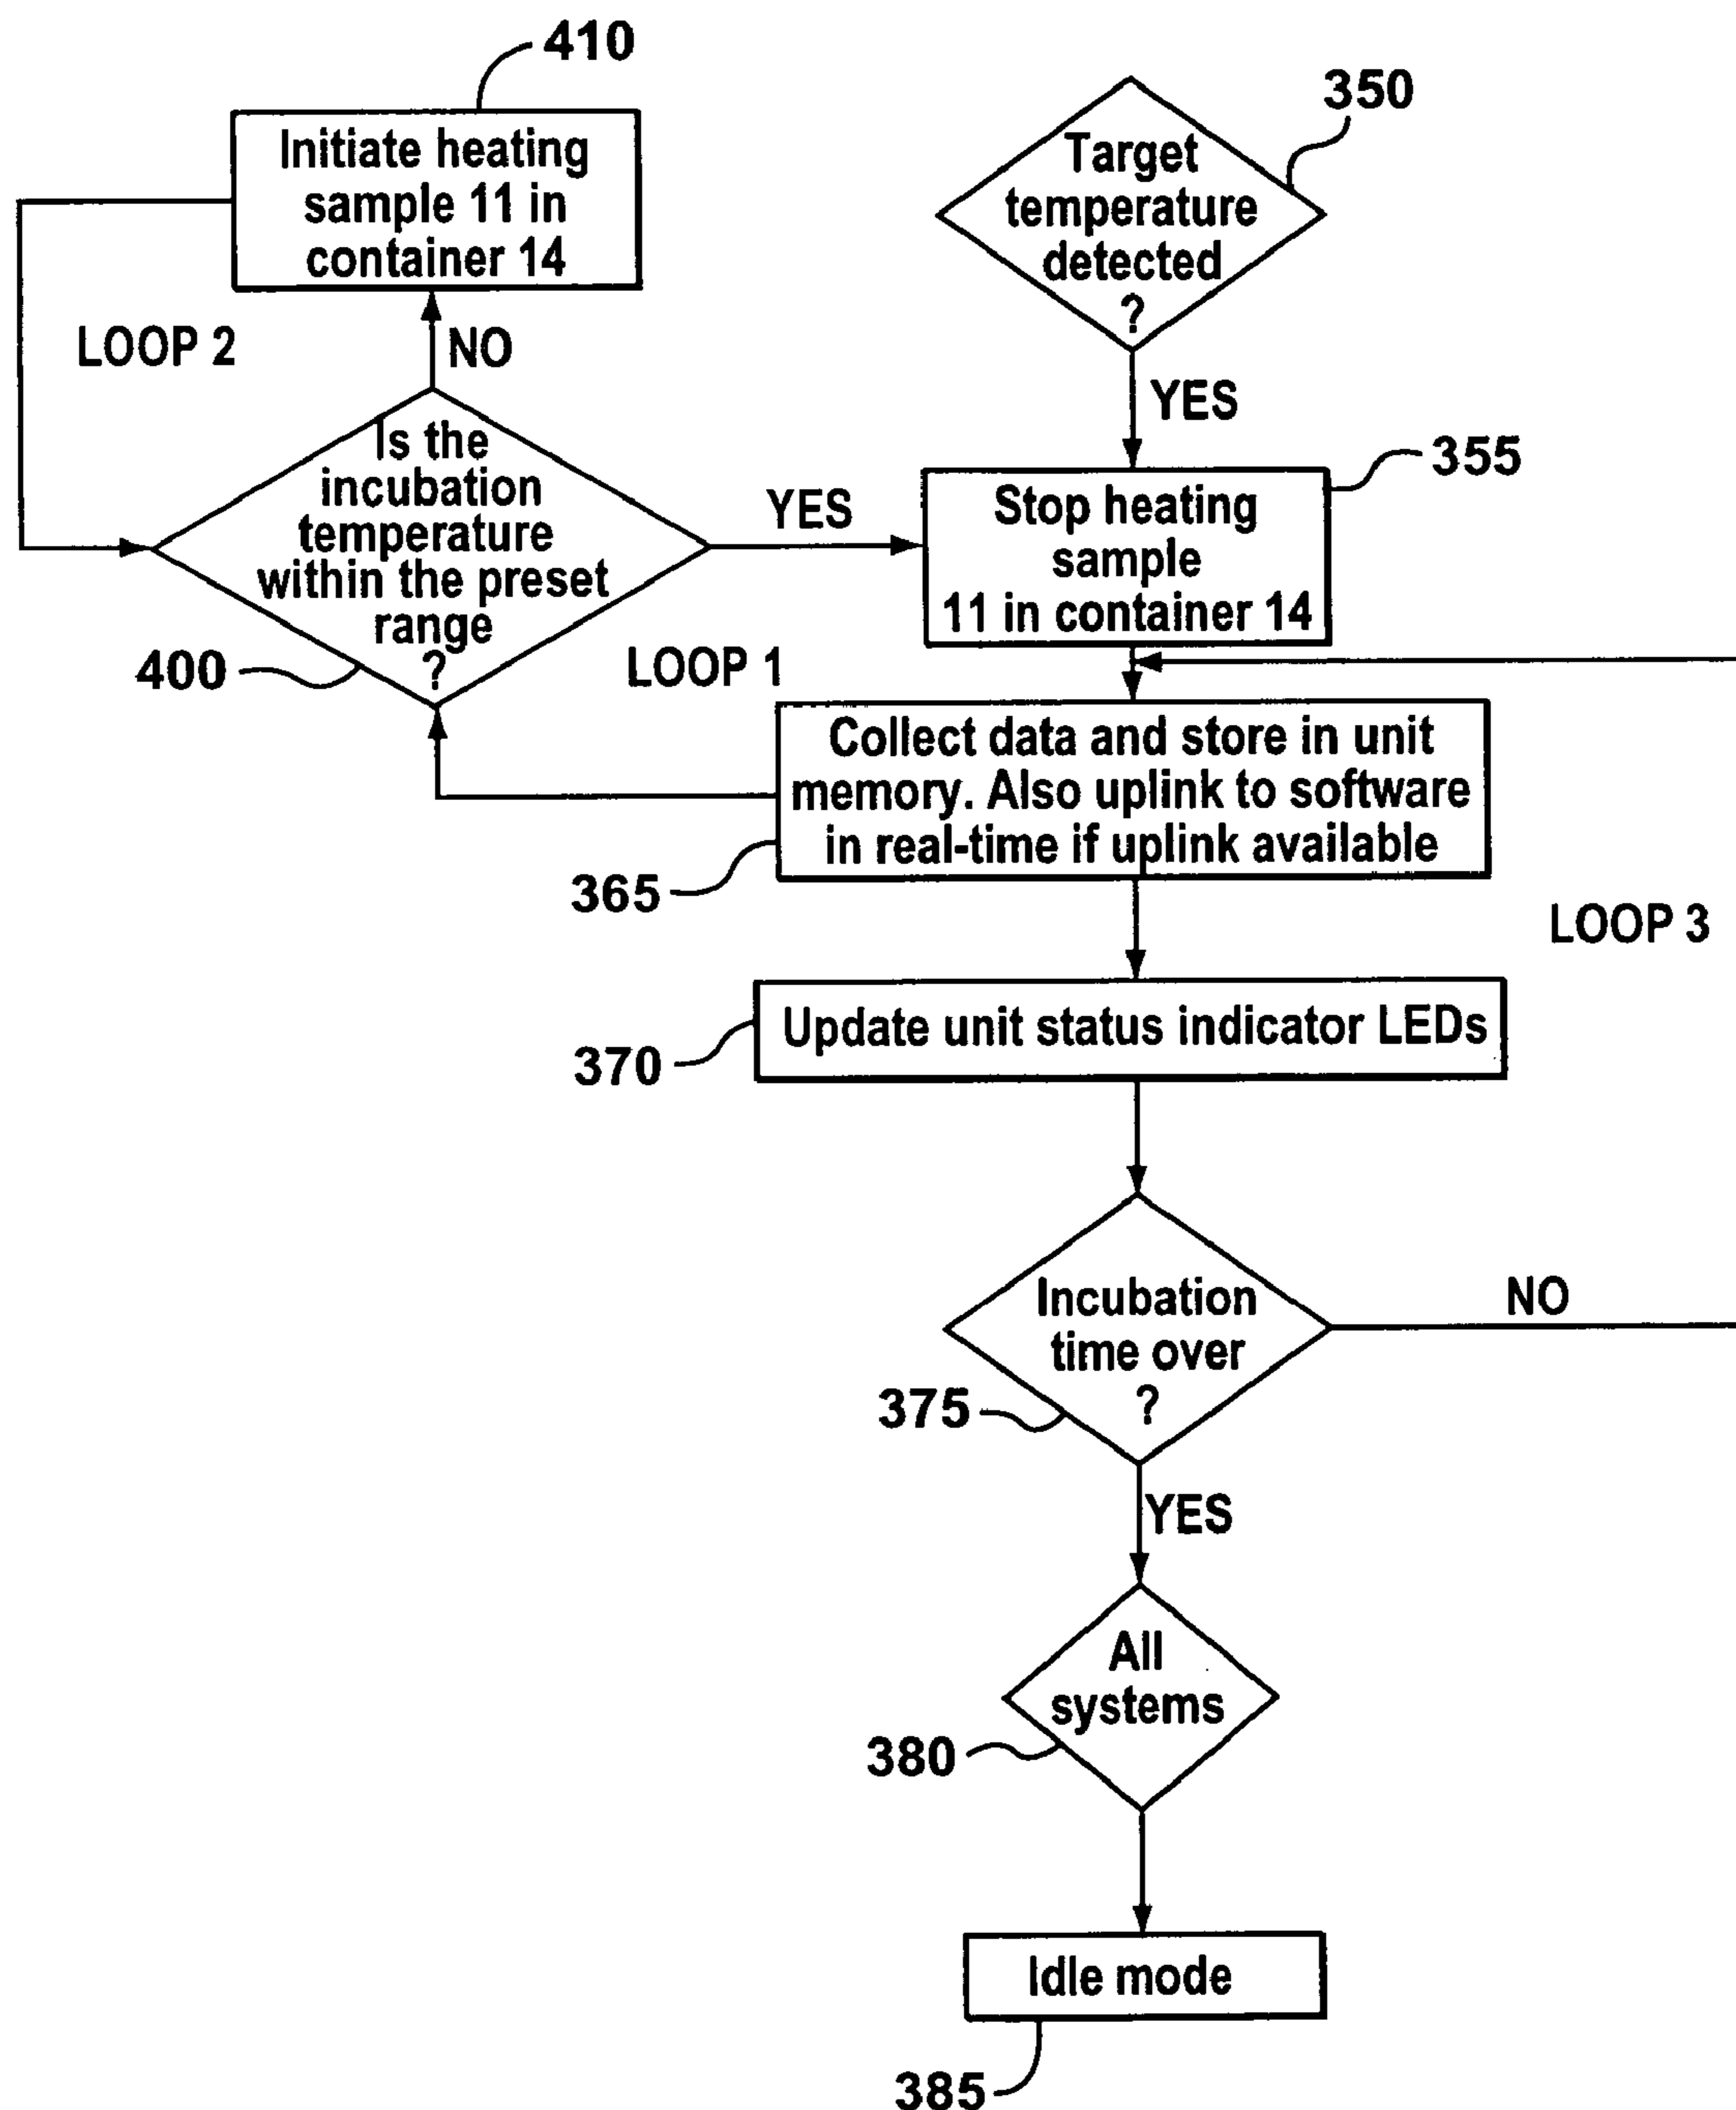 410
Initiate heating
sample 11 in
container 14
350
Target
temperature
detected
?
LOOP 2
NO
YES
Is the
incubation
temperature
within the preset
range
?
400
YES
355
Stop heating
sample
11 in container 14
LOOP 1
Collect data and store in unit
memory. Also uplink to software
in real-time if uplink available
365
LOOP 3
Update unit status indicator LEDs
370
Incubation
time over
?
375
NO
YES
All
systems
380
Idle mode
385